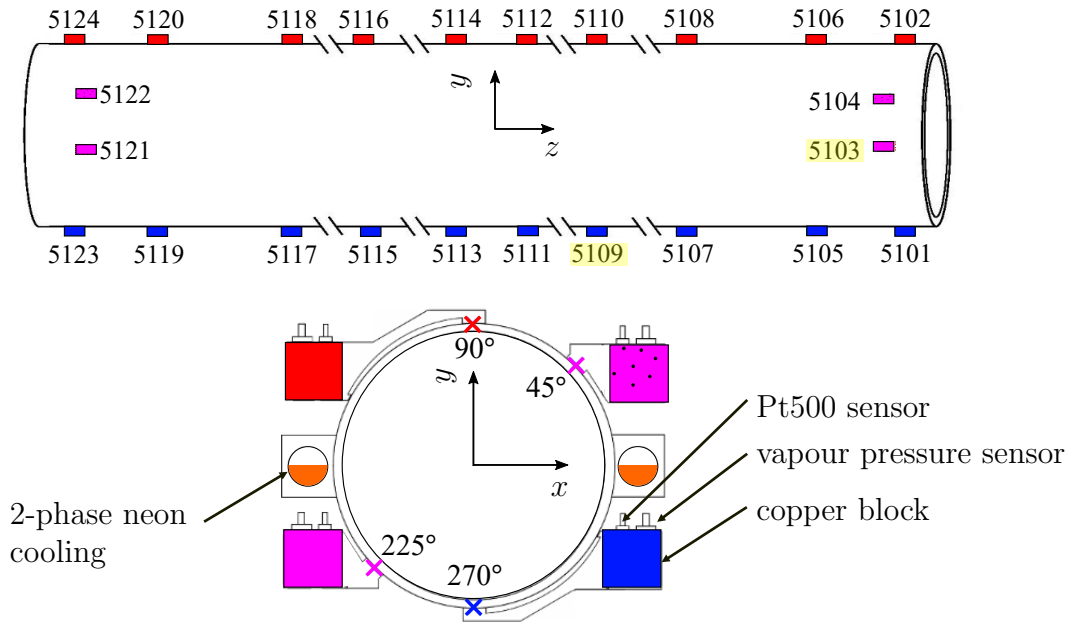 5124 5120 5118 5116 5114 5112 5110 5108 5106 5102
5122
5104
y
5121
z
5103
5123 5119 5117 5115 5113 5111 5109 5107 5105 5101
90°
y
45°
Pt500 sensor
vapour pressure sensor
x
2-phase neon
cooling
copper block
225°
270°